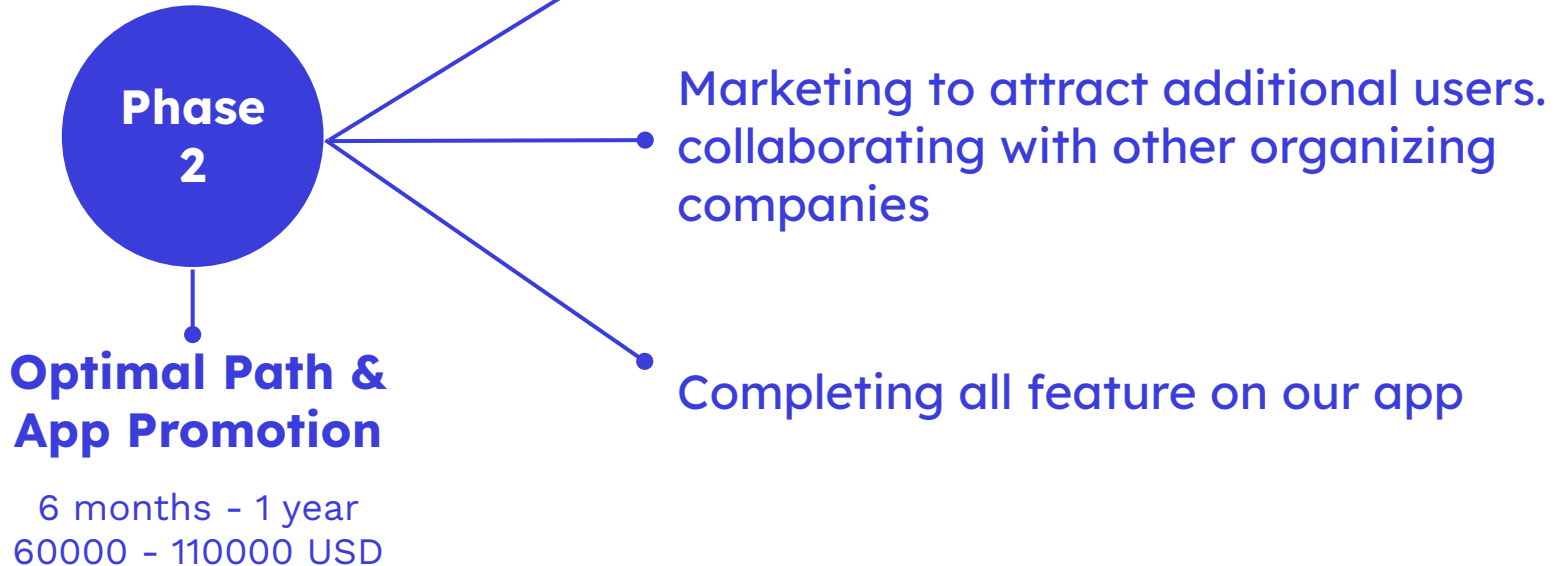 Phase
2
Marketing to attract additional users.
collaborating with other organizing
companies
Optimal Path &
App Promotion
Completing all feature on our app
6 months - 1 year
60000 - 110000 USD